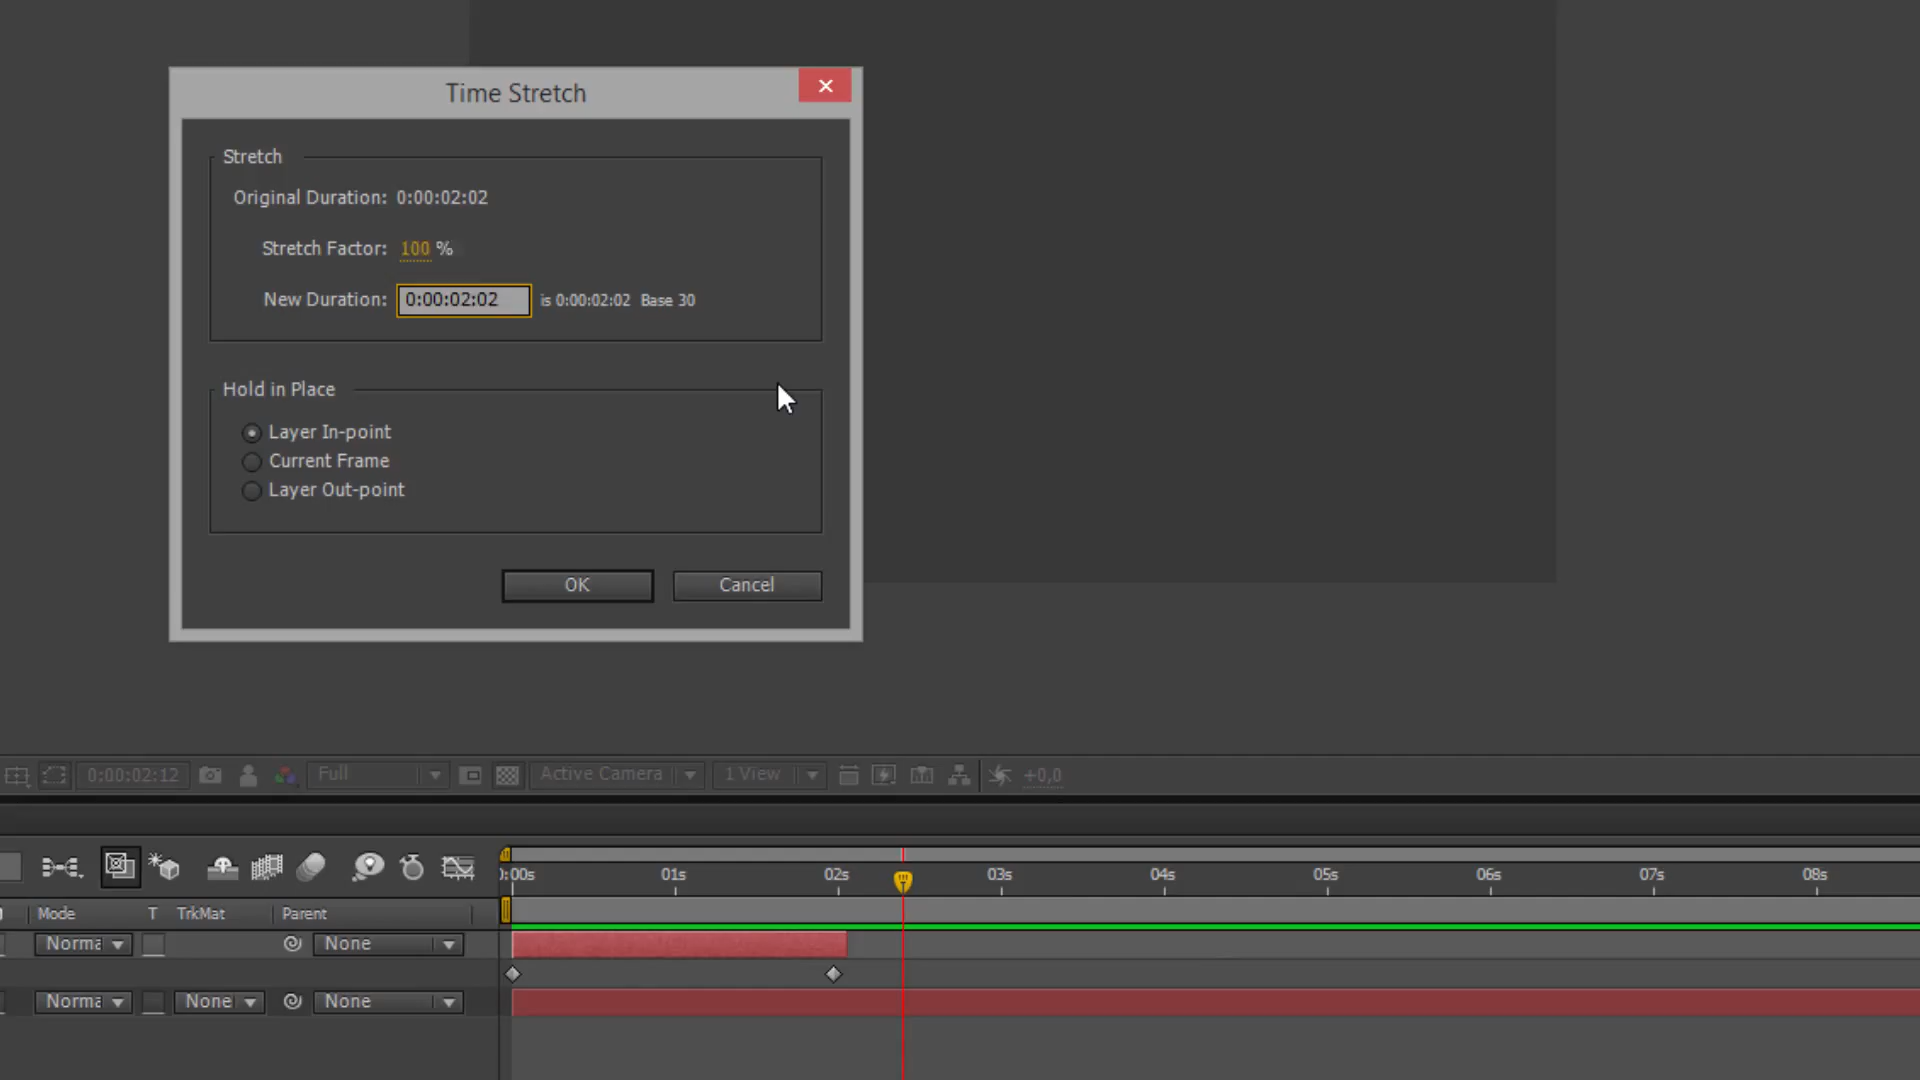 Time Stretch
Stretch
Original Duration: 0:00:02:02
Stretch Factor: 100 %
New Duration: 0:00:02:02 is 0:00:02:02 Base 30
Hold in Place
Layer In-point
Current Frame
Layer Out-point
OK Cancel
0:00:02:12 Full Active Camera 1 View +0,0
:00s 01s 02s 03s 04s 05s 06s 07s 08s
Mode T TrkMat Parent
Norma None
Norma None None